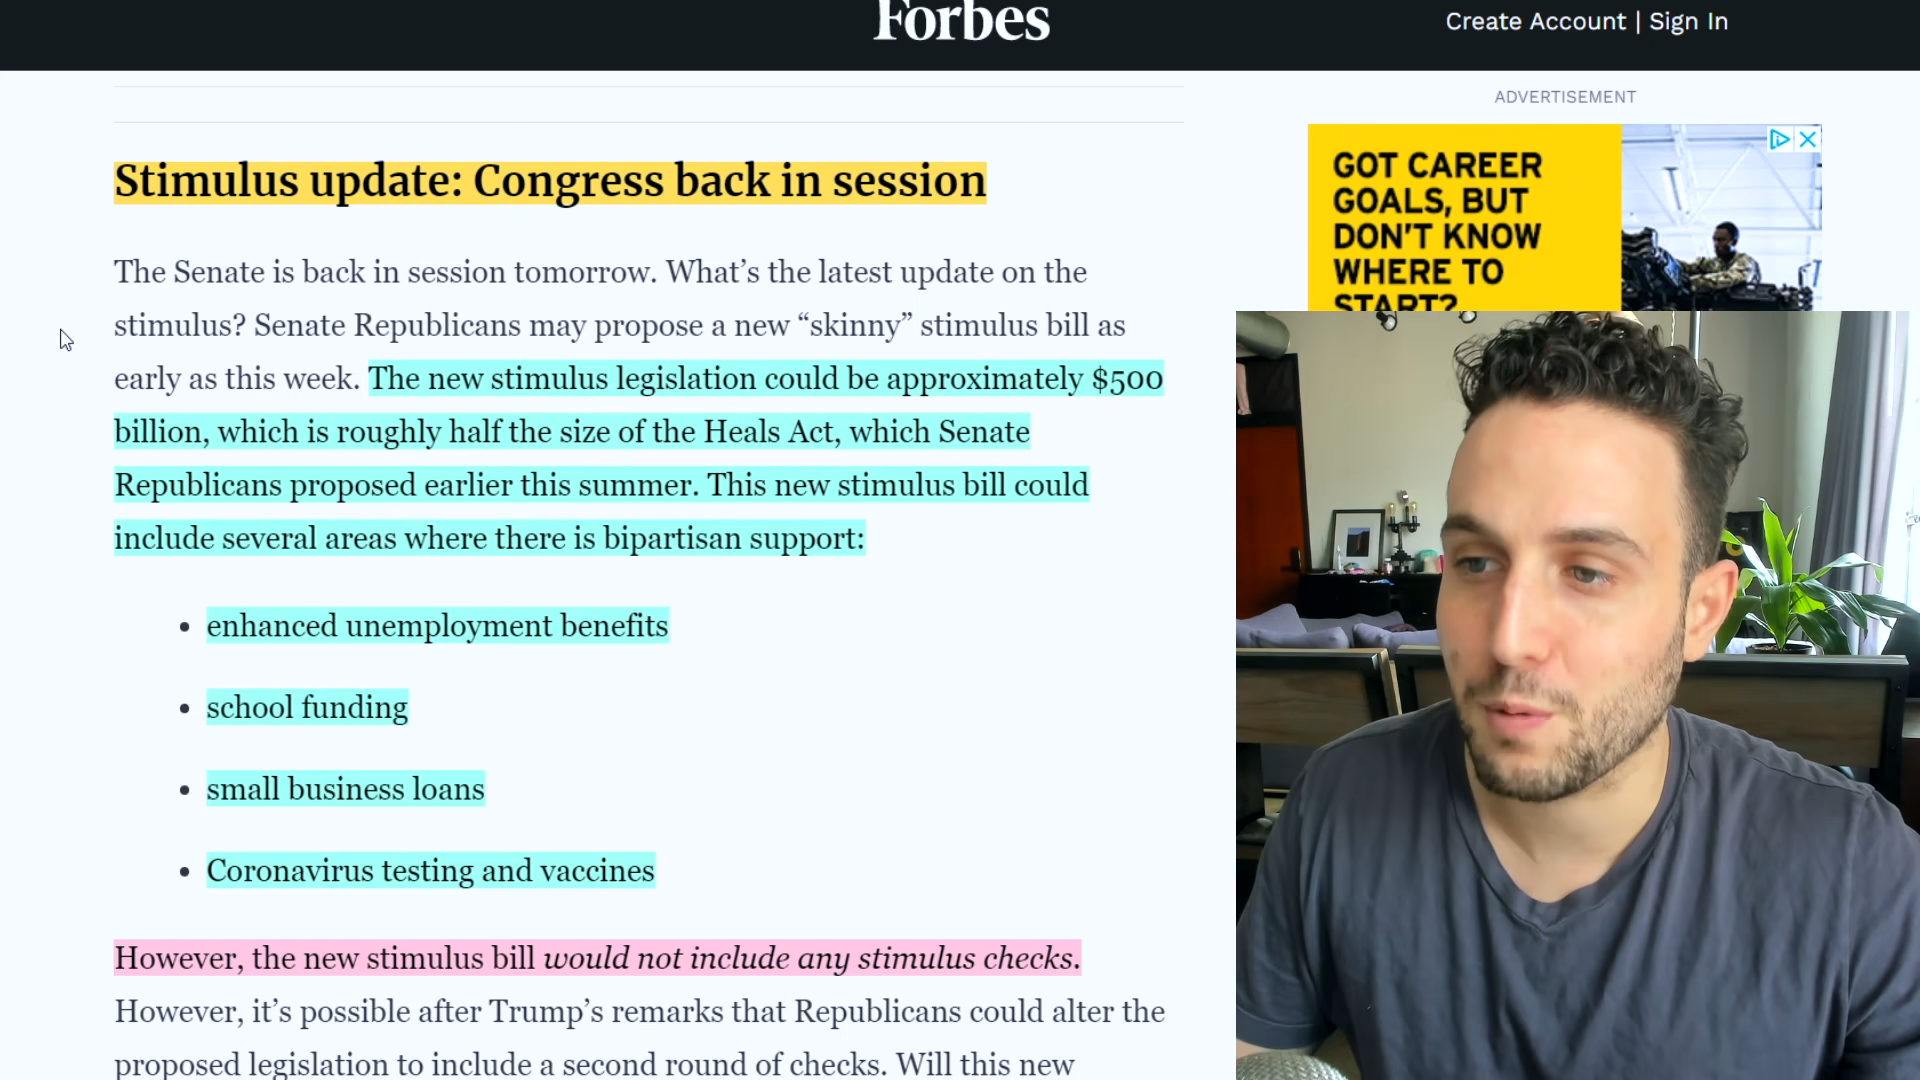 Forbes
Create Account | Sign In
ADVERTISEMENT
Stimulus update: Congress back in session
The Senate is back in session tomorrow. What’s the latest update on the
stimulus? Senate Republicans may propose a new “skinny” stimulus bill as
early as this week. The new stimulus legislation could be approximately $500
billion, which is roughly half the size of the Heals Act, which Senate
Republicans proposed earlier this summer. This new stimulus bill could
include several areas where there is bipartisan support:
• enhanced unemployment benefits
• school funding
• small business loans
• Coronavirus testing and vaccines
However, the new stimulus bill would not include any stimulus checks.
However, it’s possible after Trump’s remarks that Republicans could alter the
proposed legislation to include a second round of checks. Will this new
GOT CAREER
GOALS, BUT
DON'T KNOW
WHERE TO
START?